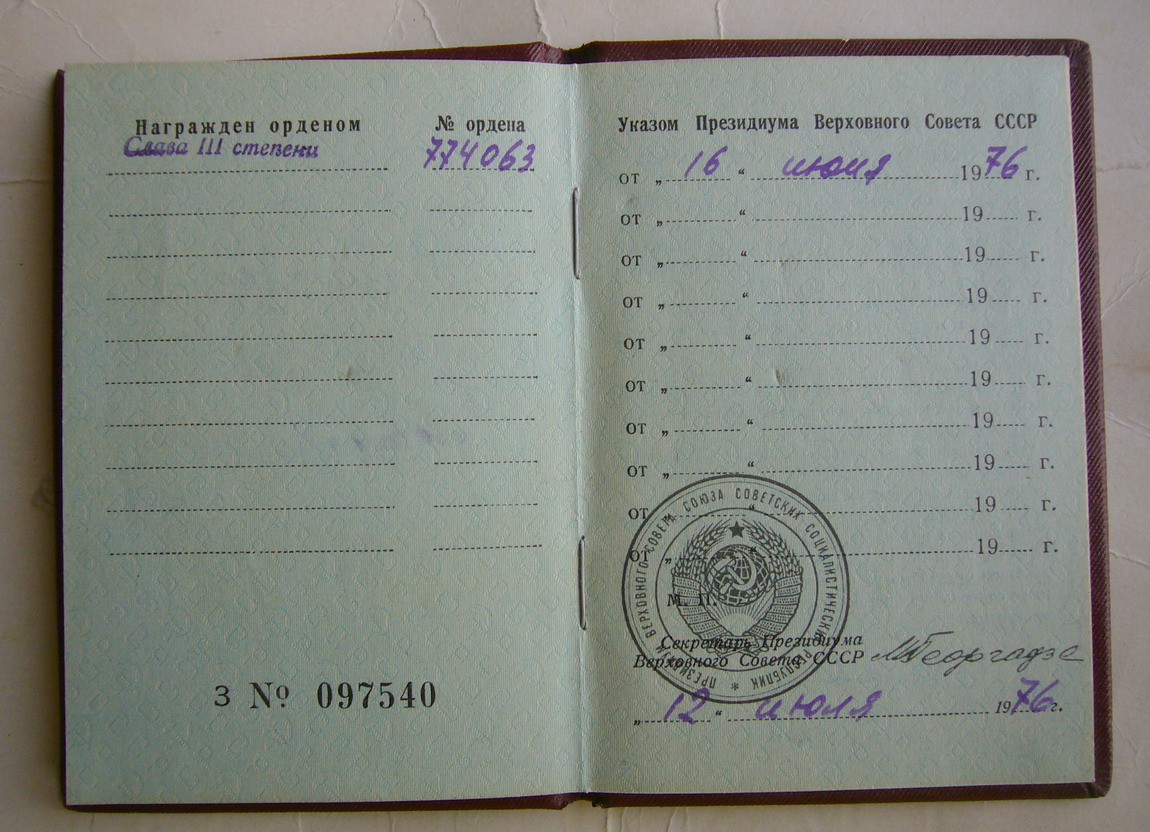 Награжден орденом
Слава III степени
№ ордена
774063
З № 097540
Указом Президиума Верховного Совета СССР
от „ 16 “ июня 1976 г.
от „ “ 19 г.
от „ “ 19 г.
от „ “ 19 г.
от „ “ 19 г.
от „ “ 19 г.
от „ “ 19 г.
от „ “ 19 г.
от „ “ 19 г.
от „ “ 19 г.
ПРЕЗИДИУМ ВЕРХОВНОГО СОВЕТА СОЮЗА СОВЕТСКИХ СОЦИАЛИСТИЧЕСКИХ РЕСПУБЛИК *
М. П.
Секретарь Президиума
Верховного Совета СССР МГеоргадзе
„ 12 “ июля 1976 г.